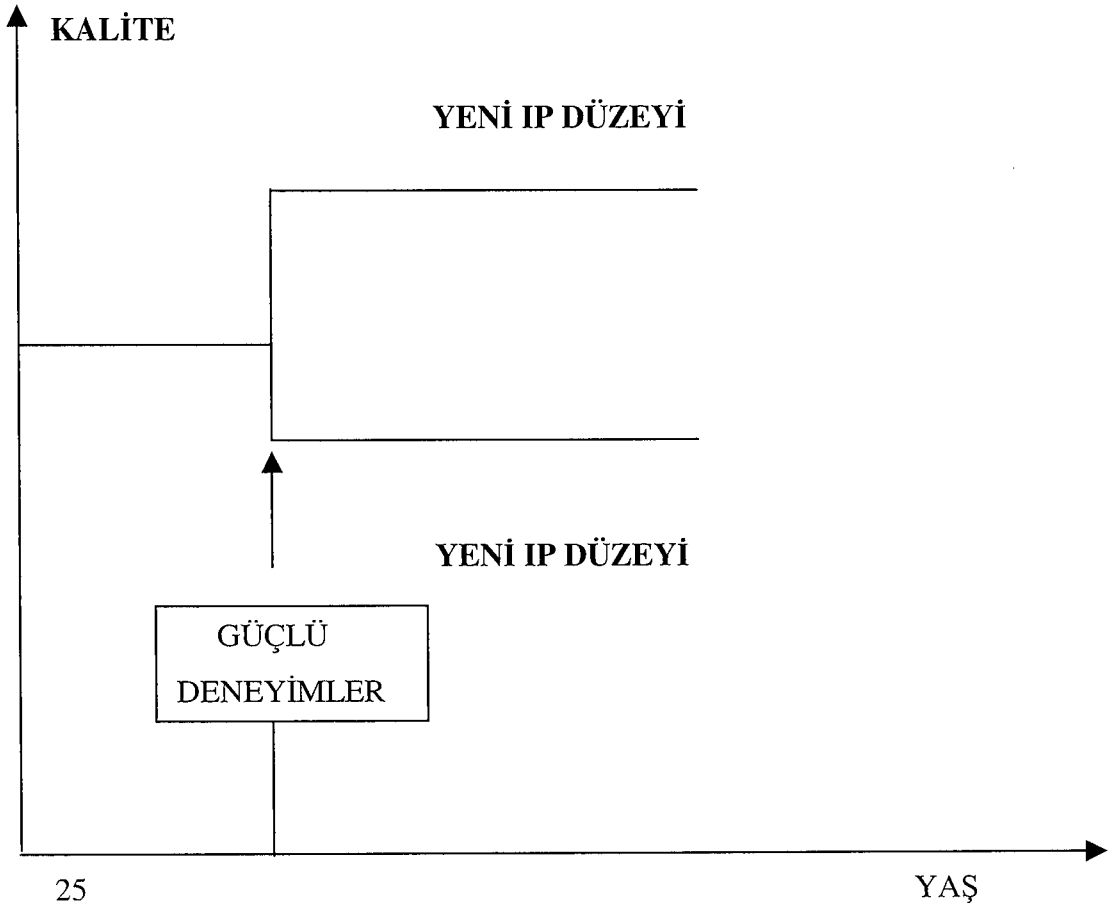 KALİTE
YENİ IP DÜZEYİ
YENİ IP DÜZEYİ
GÜÇLÜ
DENEYİMLER
25
YAŞ